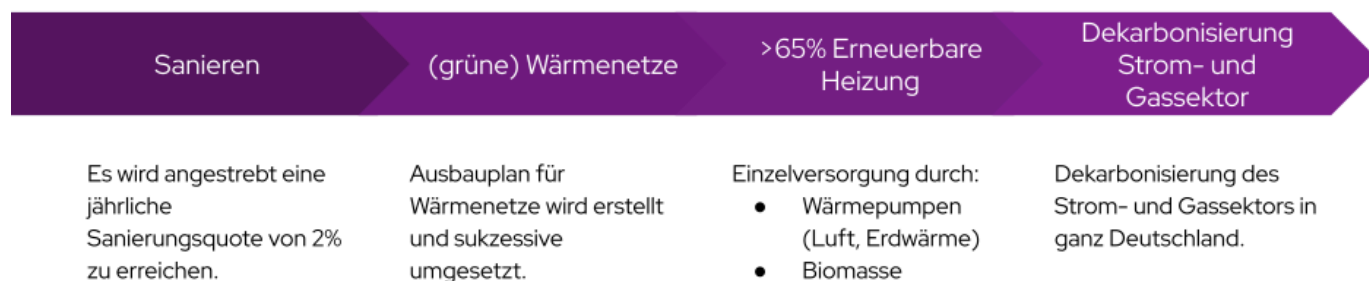 Sanieren
(grüne) Wärmenetze
>65% Erneuerbare
Heizung
Dekarbonisierung
Strom- und
Gassektor
Es wird angestrebt eine
jährliche
Sanierungsquote von 2%
zu erreichen.
Ausbauplan für
Wärmenetze wird erstellt
und sukzessive
umgesetzt.
Einzelversorgung durch:
● Wärmepumpen
(Luft, Erdwärme)
● Biomasse
Dekarbonisierung des
Strom- und Gassektors in
ganz Deutschland.